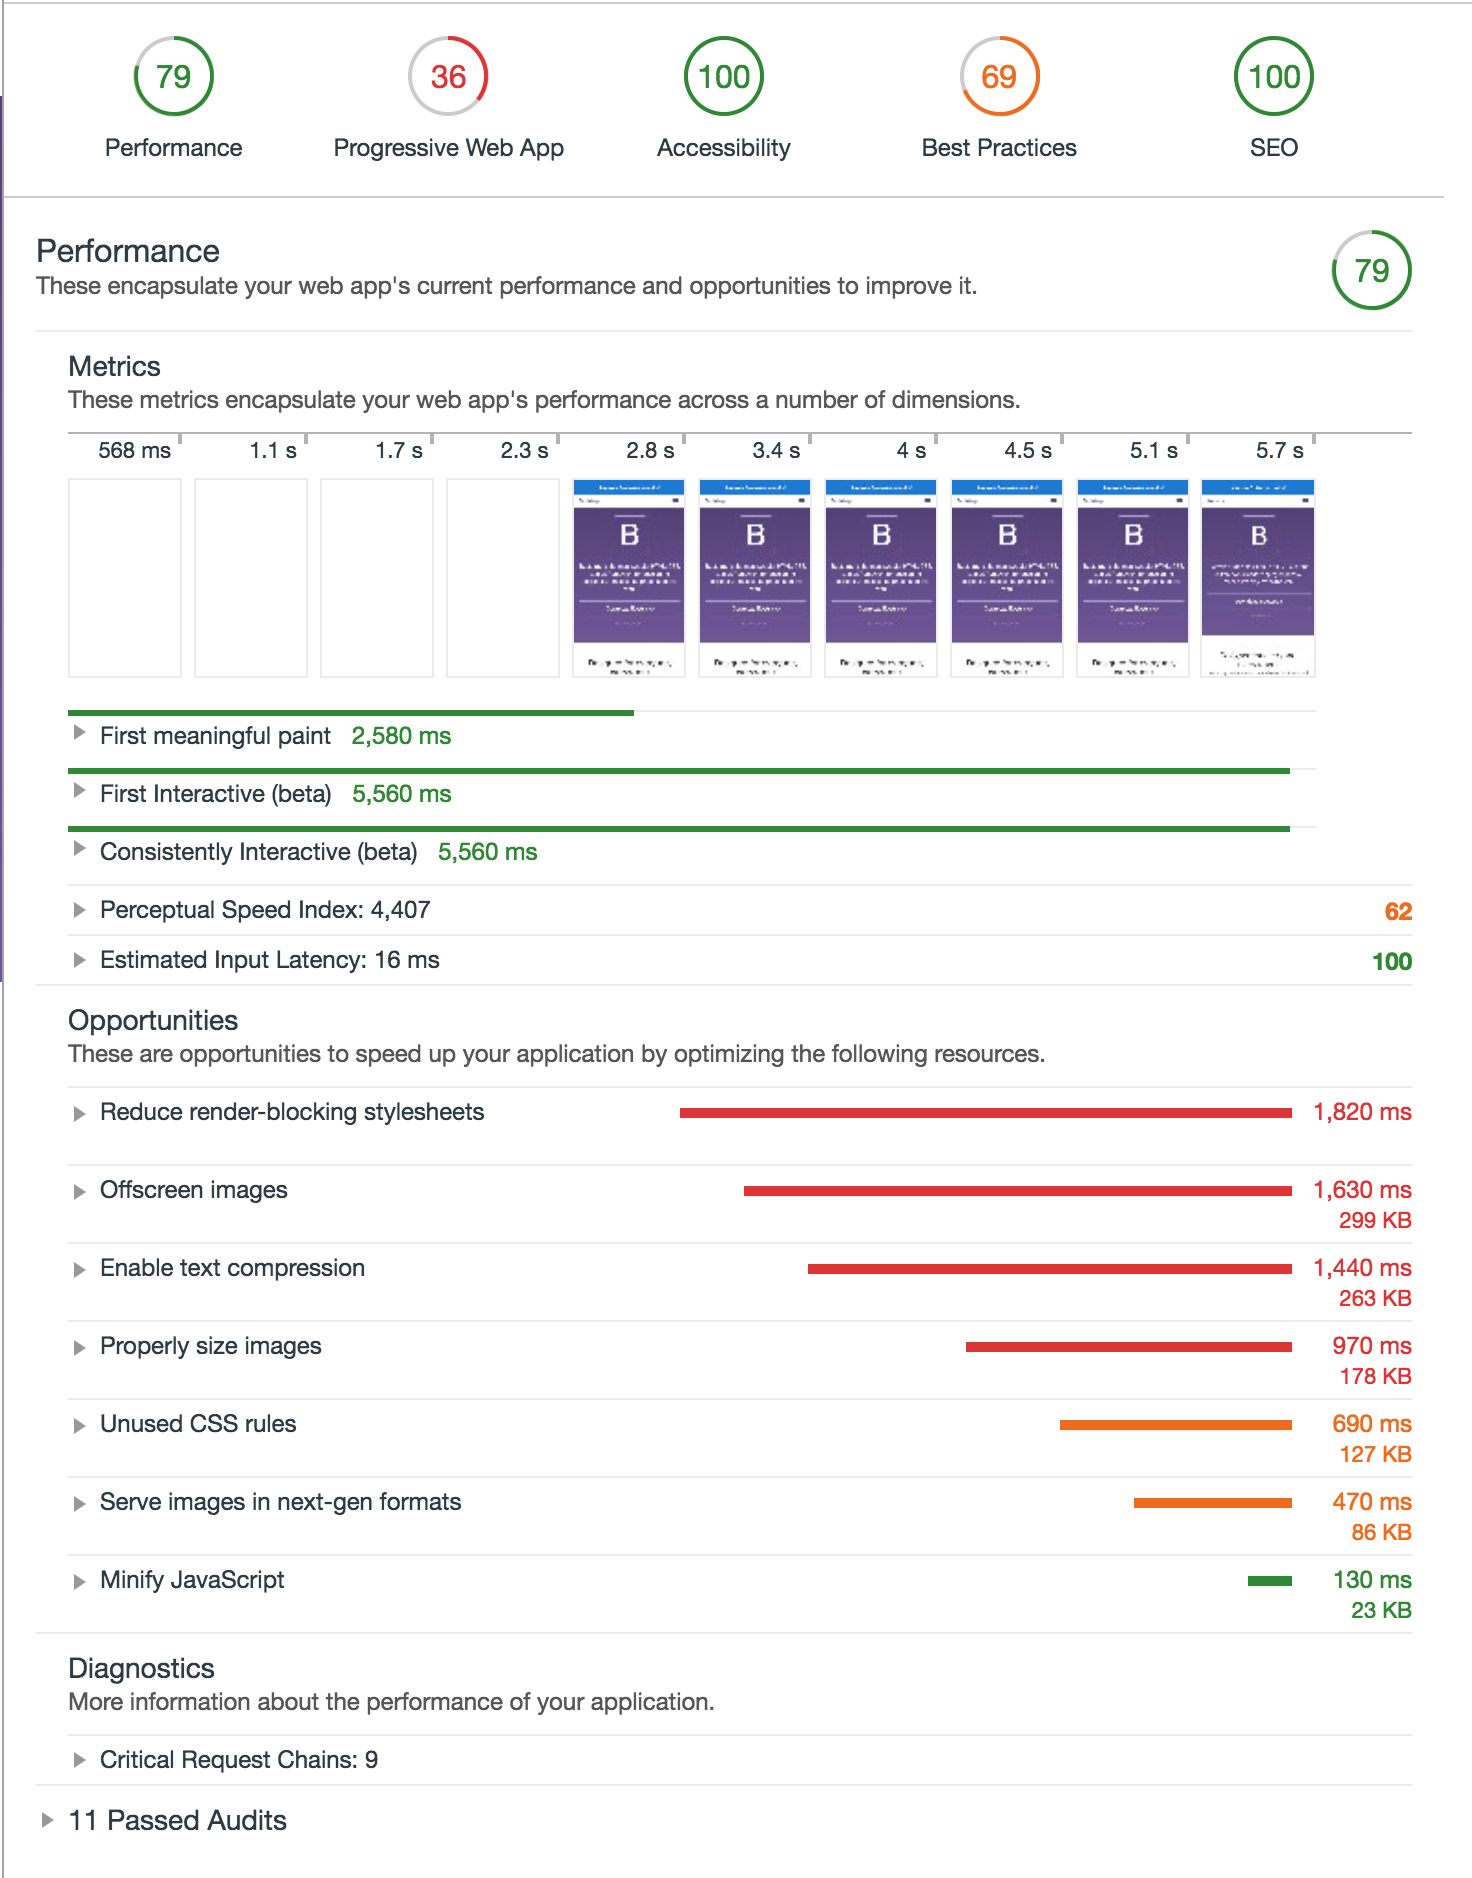 79 36 100 69 100
Performance Progressive Web App Accessibility Best Practices SEO
Performance
These encapsulate your web app's current performance and opportunities to improve it.
79
Metrics
These metrics encapsulate your web app's performance across a number of dimensions.
568 ms 1.1 s 1.7 s 2.3 s 2.8 s 3.4 s 4 s 4.5 s 5.1 s 5.7 s
B B B B B B
First meaningful paint 2,580 ms
First Interactive (beta) 5,560 ms
Consistently Interactive (beta) 5,560 ms
Perceptual Speed Index: 4,407 62
Estimated Input Latency: 16 ms 100
Opportunities
These are opportunities to speed up your application by optimizing the following resources.
Reduce render-blocking stylesheets 1,820 ms
Offscreen images 1,630 ms
299 KB
Enable text compression 1,440 ms
263 KB
Properly size images 970 ms
178 KB
Unused CSS rules 690 ms
127 KB
Serve images in next-gen formats 470 ms
86 KB
Minify JavaScript 130 ms
23 KB
Diagnostics
More information about the performance of your application.
Critical Request Chains: 9
11 Passed Audits